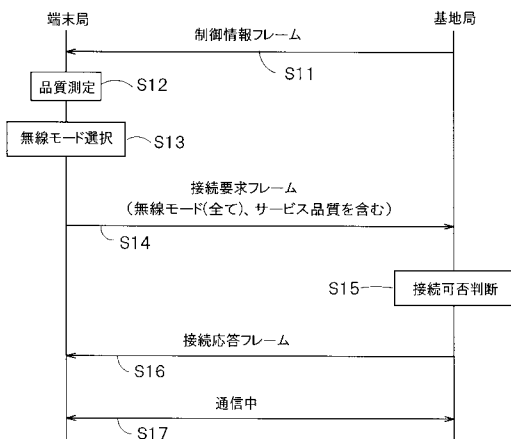 端末局
基地局
制御情報フレーム
S11
品質測定
S12
無線モード選択
S13
接続要求フレーム
(無線モード(全て)、サービス品質を含む)
S14
S15
接続可否判断
接続応答フレーム
S16
通信中
S17